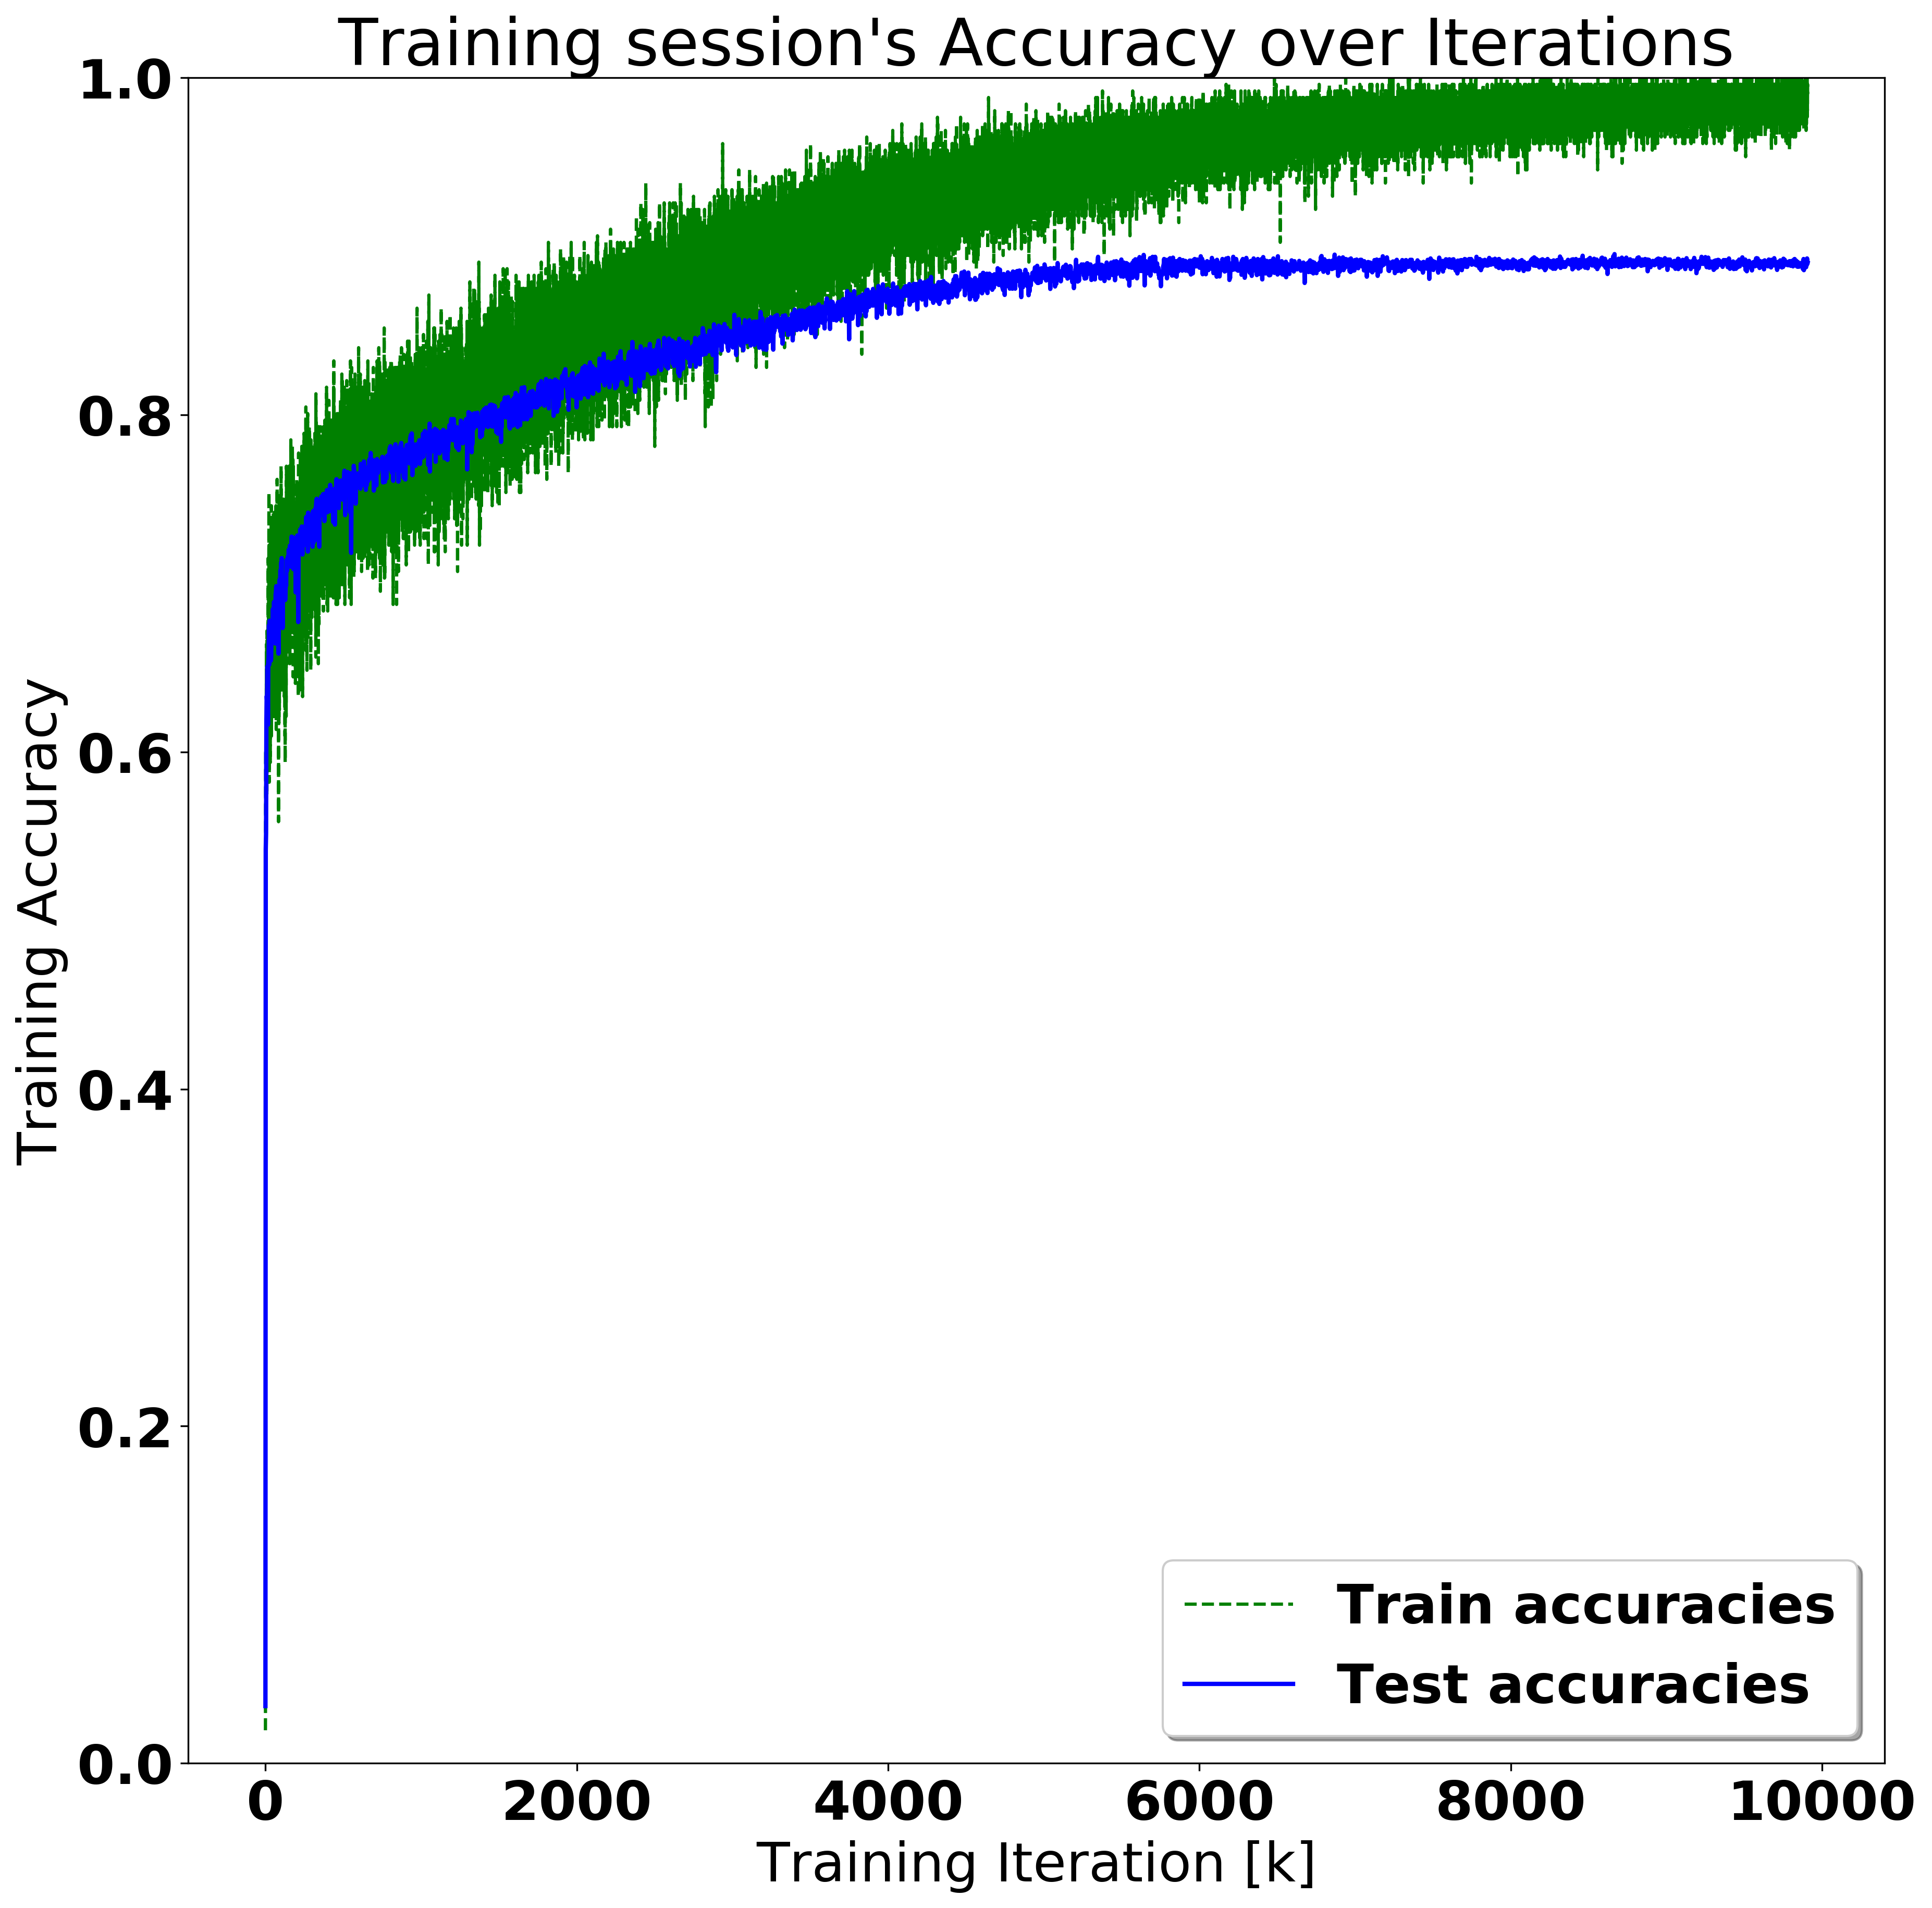 Training session's Accuracy over Iterations
1.0
0.8
0.6
0.4
0.2
0.0
Training Accuracy
0 2000 4000 6000 8000 10000
Training Iteration [k]
Train accuracies
Test accuracies